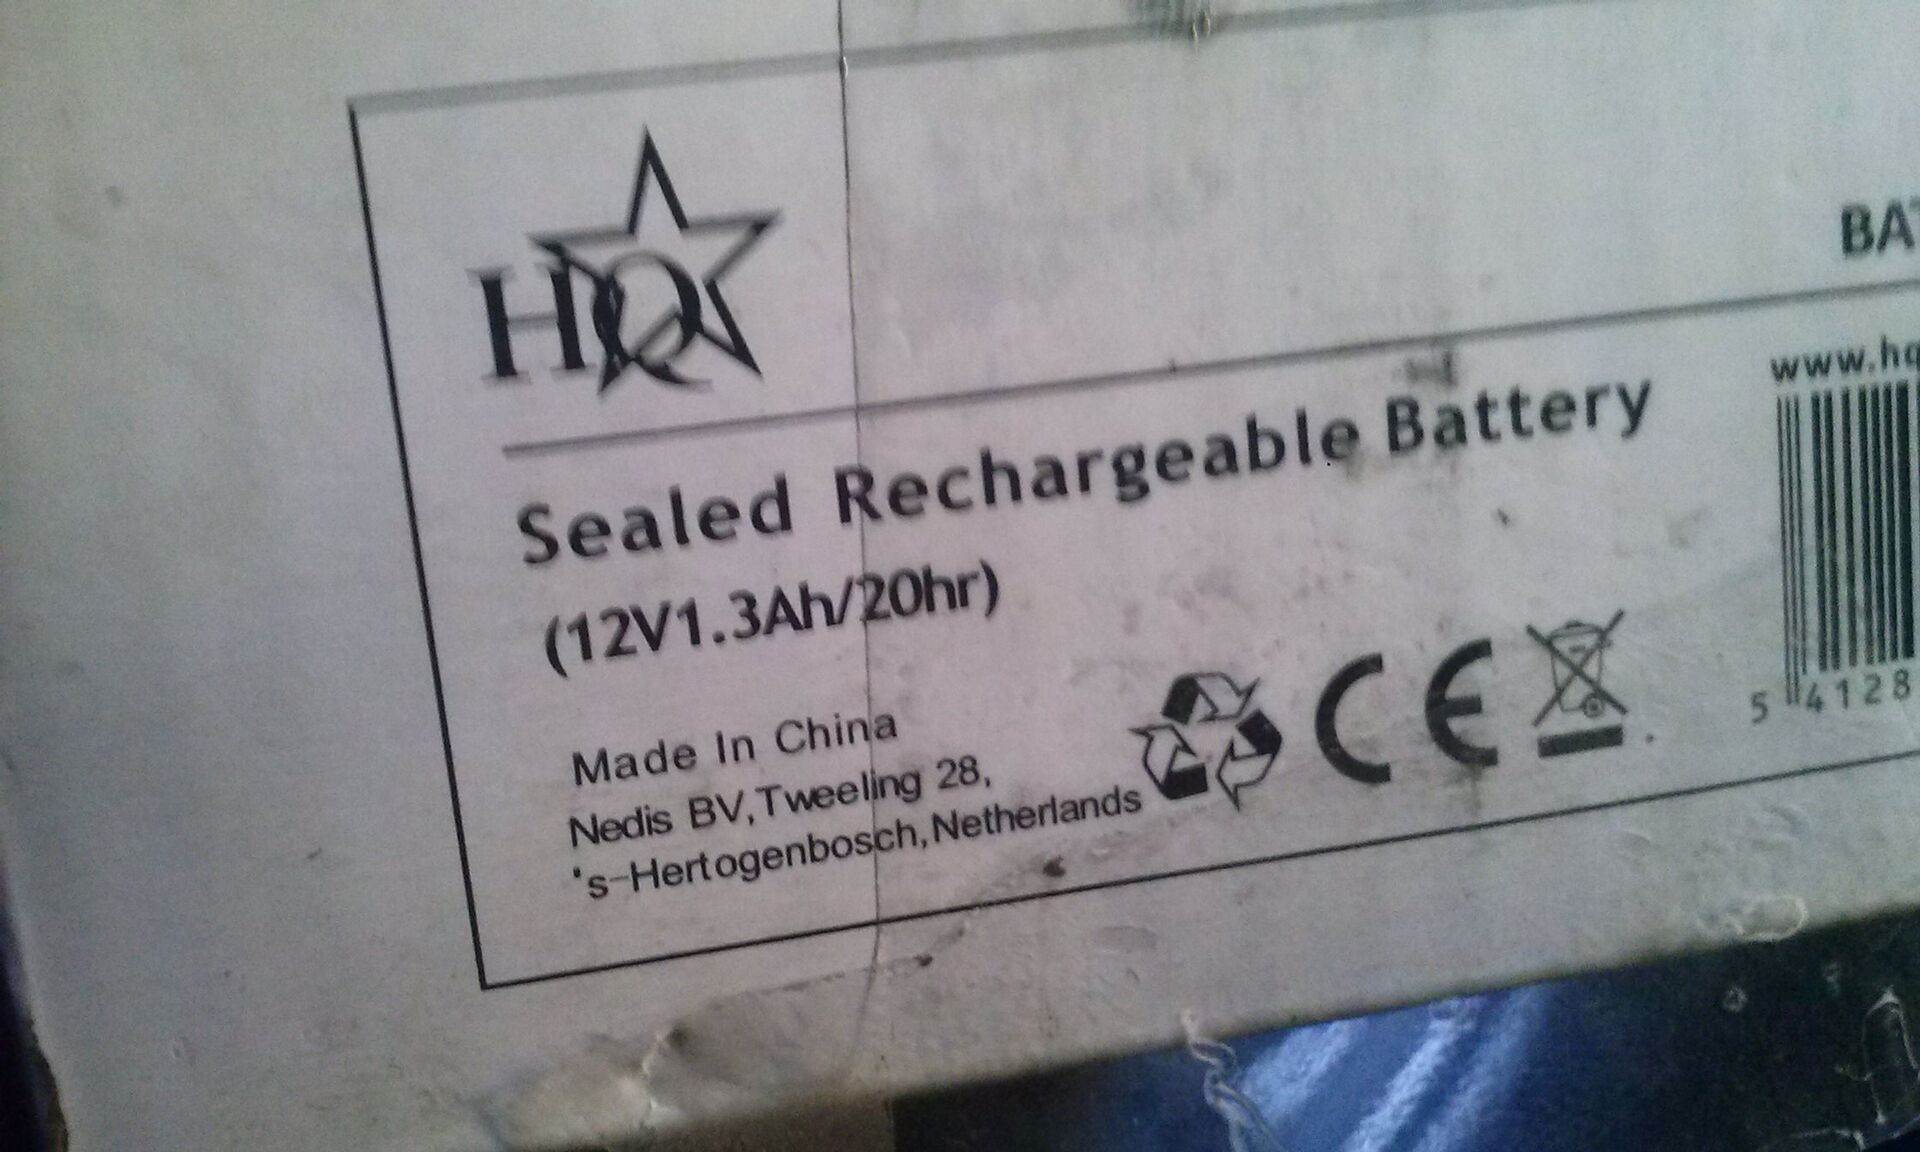 HQ
BAT
www.hq
Sealed Rechargeable Battery
(12V1.3Ah/20hr)
Made In China
Nedis BV,Tweeling 28,
's-Hertogenbosch,Netherlands
CE
5 4128